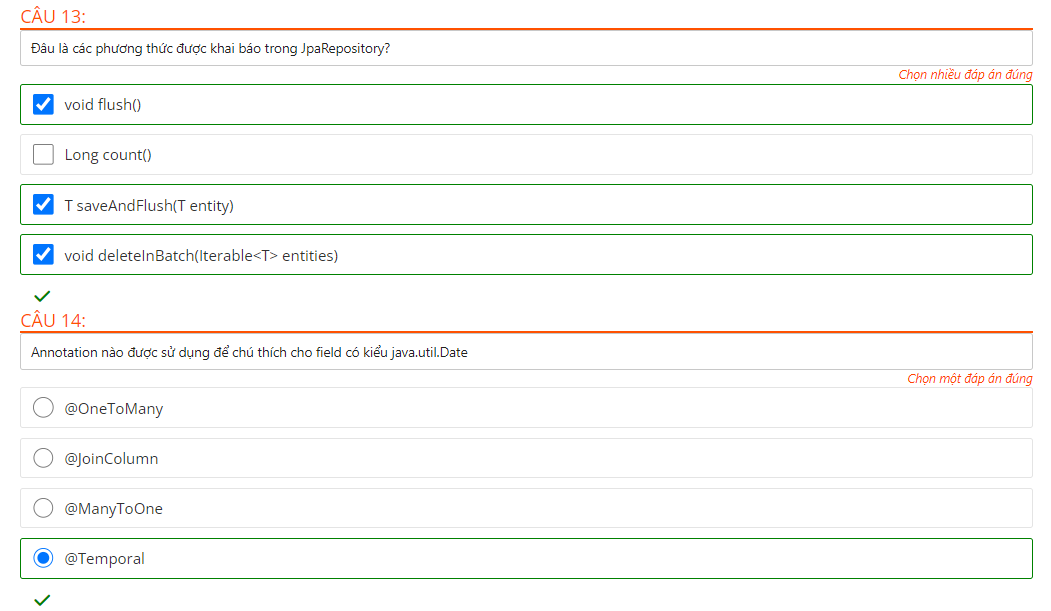 CÂU 13:
Đâu là các phương thức được khai báo trong JpaRepository?
Chọn nhiều đáp án đúng
void flush()
Long count()
T saveAndFlush(T entity)
void deleteInBatch(Iterable<T> entities)
CÂU 14:
Annotation nào được sử dụng để chú thích cho field có kiểu java.util.Date
Chọn một đáp án đúng
@OneToMany
@JoinColumn
@ManyToOne
@Temporal